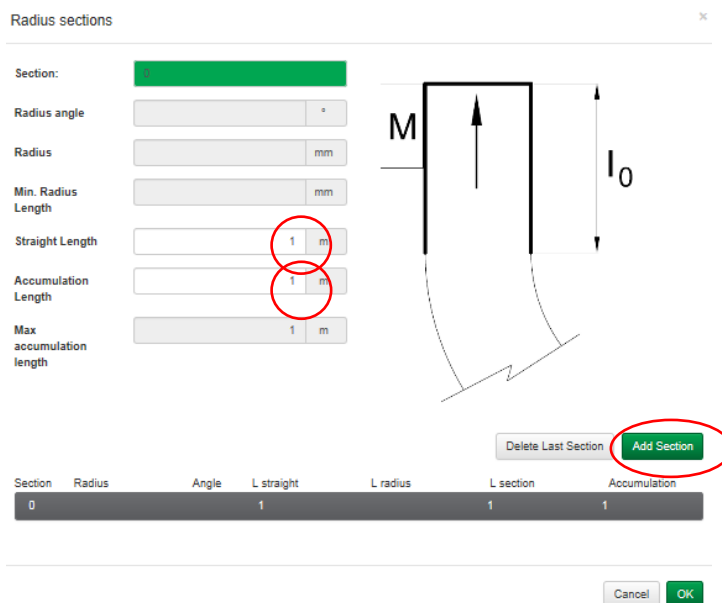 Radius sections
×
Section: 0
Radius angle °
Radius mm
Min. Radius mm
Length
Straight Length 1 m
Accumulation 1 m
Length
Max 1 m
accumulation
length
M
l0
Delete Last Section Add Section
Section Radius Angle L straight L radius L section Accumulation
0 1 1 1
Cancel OK